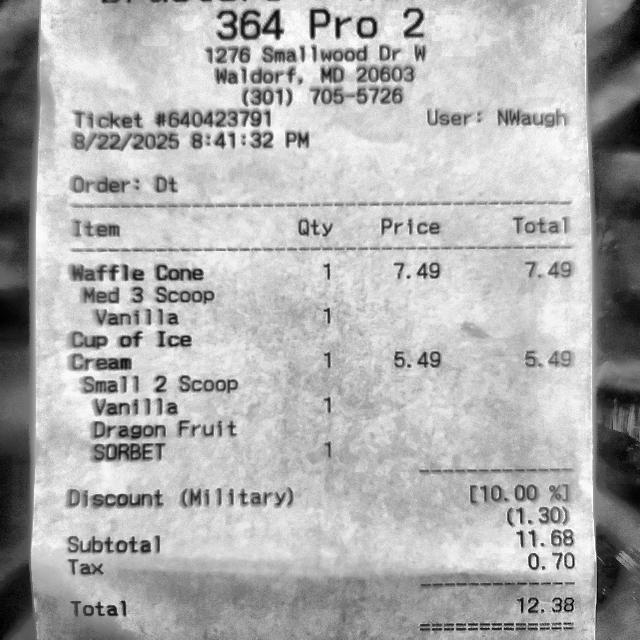 364 Pro 2
1276 Smallwood Dr W
Waldorf, MD 20603
(301) 705-5726
Ticket #640423791 User: NWaugh
8/22/2025 8:41:32 PM
Order: Dt
Item Qty Price Total
Waffle Cone 1 7.49 7.49
Med 3 Scoop
Vanilla 1
Cup of Ice
Cream 1 5.49 5.49
Small 2 Scoop
Vanilla 1
Dragon Fruit
SORBET 1
Discount (Military) [10.00 %]
(1.30)
Subtotal 11.68
Tax 0.70
Total 12.38